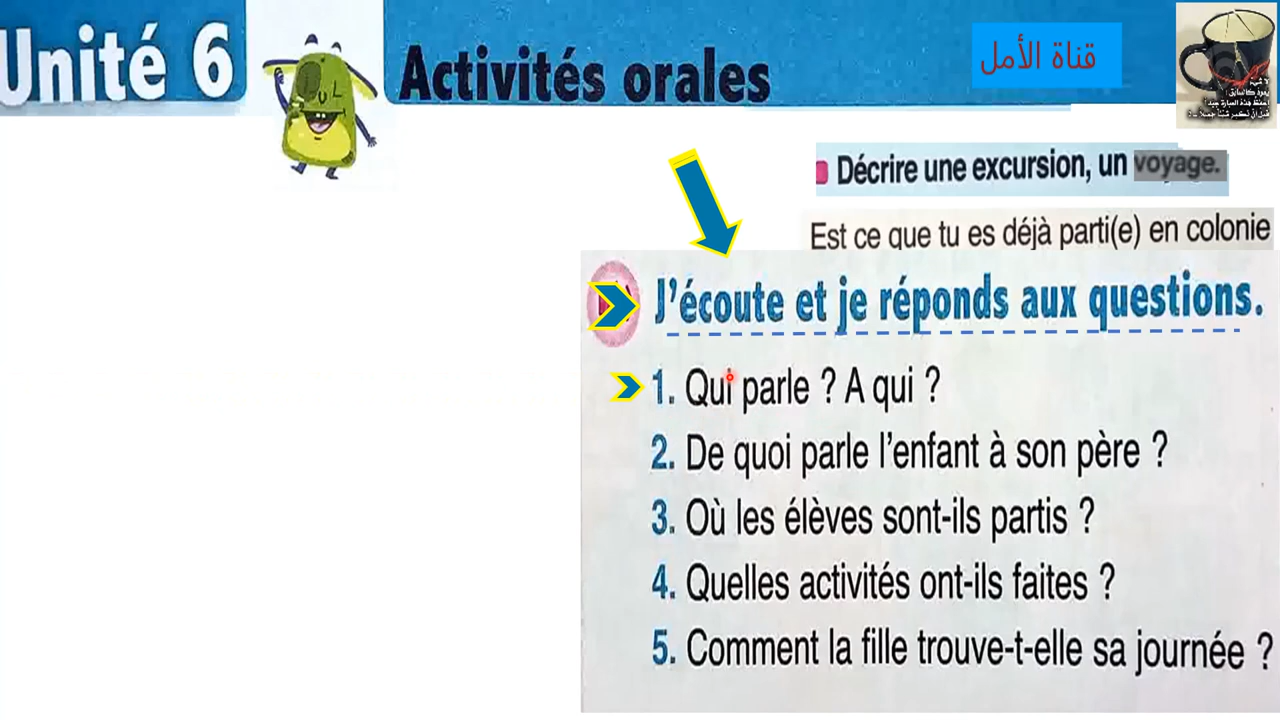 Unité 6
Activités orales
قناة الأمل
Décrire une excursion, un voyage.
Est ce que tu es déjà parti(e) en colonie
J'écoute et je réponds aux questions.
1. Qui parle ? A qui ?
2. De quoi parle l'enfant à son père ?
3. Où les élèves sont-ils partis ?
4. Quelles activités ont-ils faites ?
5. Comment la fille trouve-t-elle sa journée ?